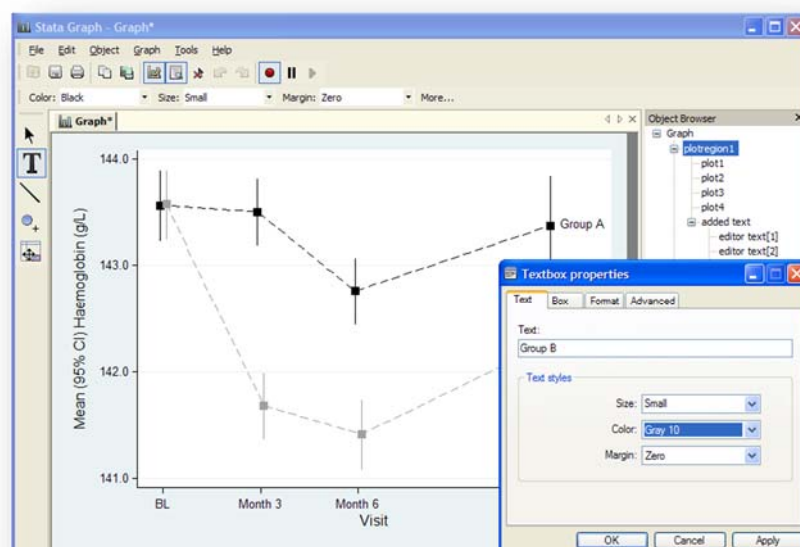 Stata Graph - Graph*
File Edit Object Graph Tools Help
Color: Black Size: Small Margin: Zero More...
Graph*
Object Browser
Graph
plotregion1
plot1
plot2
plot3
plot4
added text
editor text[1]
editor text[2]
144.0
143.0
142.0
141.0
Mean (95% CI) Haemoglobin (g/L)
Group A
BL Month 3 Month 6
Visit
Textbox properties
Text Box Format Advanced
Text:
Group B
Text styles
Size: Small
Color: Gray 10
Margin: Zero
OK Cancel Apply